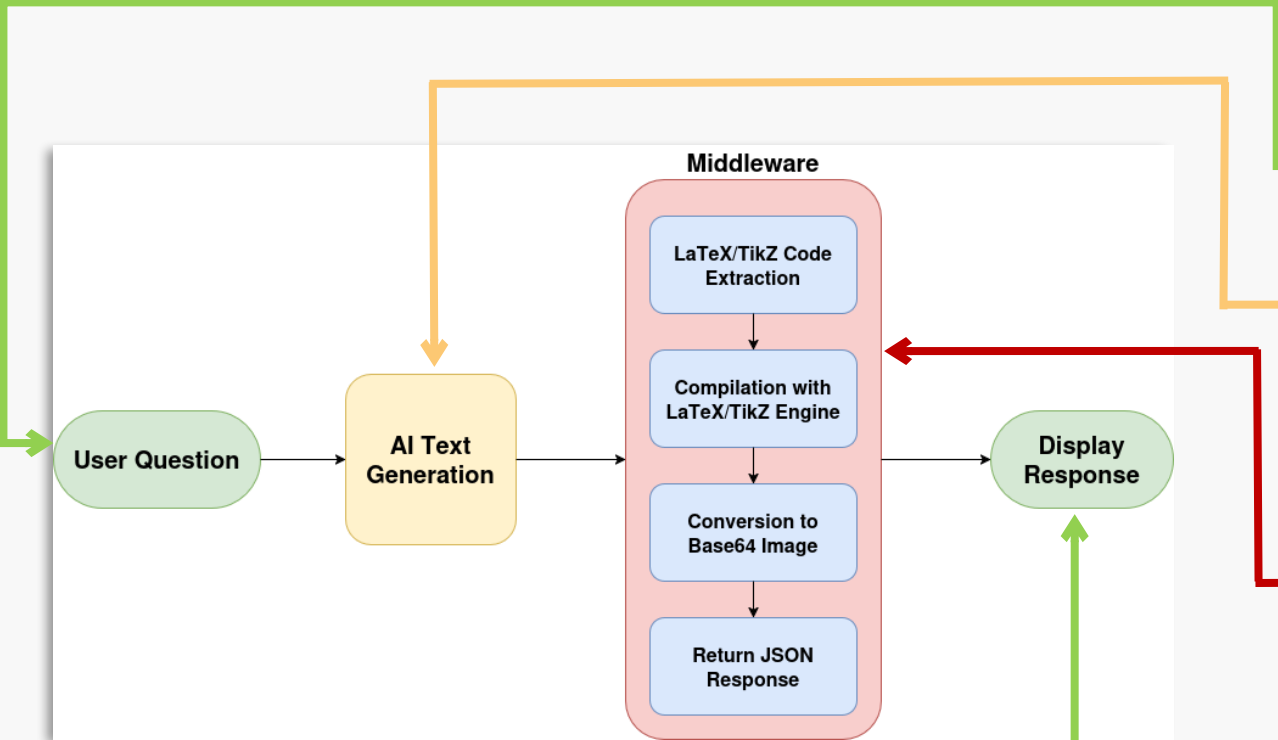 Middleware
LaTeX/TikZ Code
Extraction
Compilation with
LaTeX/TikZ Engine
User Question
AI Text
Generation
Display
Response
Conversion to
Base64 Image
Return JSON
Response